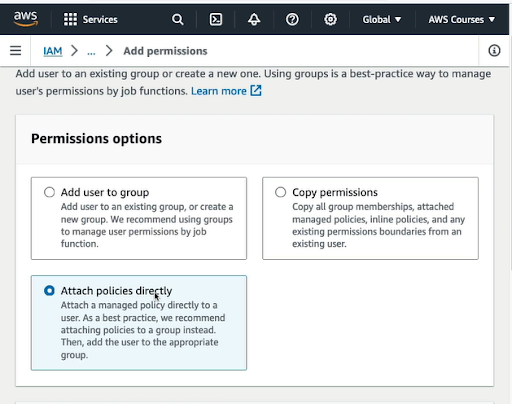 aws Services Global ▼ AWS Courses ▼
IAM > ... > Add permissions
Add user to an existing group or create a new one. Using groups is a best-practice way to manage
user's permissions by job functions. Learn more
Permissions options
Add user to group
Add user to an existing group, or create a
new group. We recommend using groups
to manage user permissions by job
function.
Copy permissions
Copy all group memberships, attached
managed policies, inline policies, and any
existing permissions boundaries from an
existing user.
Attach policies directly
Attach a managed policy directly to a
user. As a best practice, we recommend
attaching policies to a group instead.
Then, add the user to the appropriate
group.